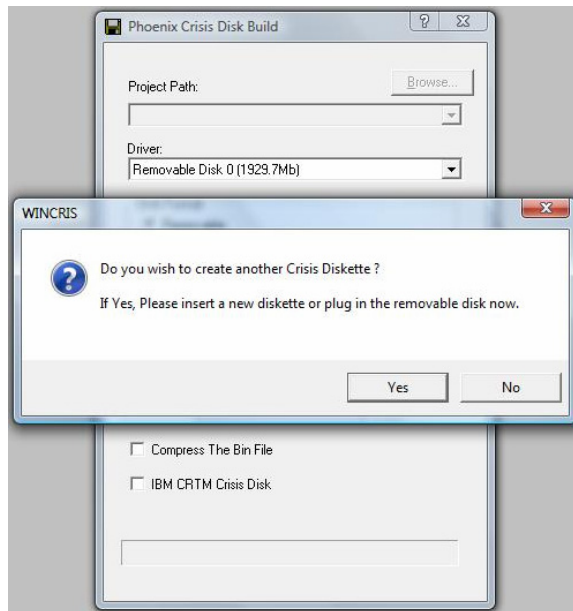 Phoenix Crisis Disk Build
Project Path:
Browse...
Driver:
Removable Disk 0 (1929.7Mb)
WINCRIS
Do you wish to create another Crisis Diskette ?
If Yes, Please insert a new diskette or plug in the removable disk now.
Yes
No
Compress The Bin File
IBM CRTM Crisis Disk